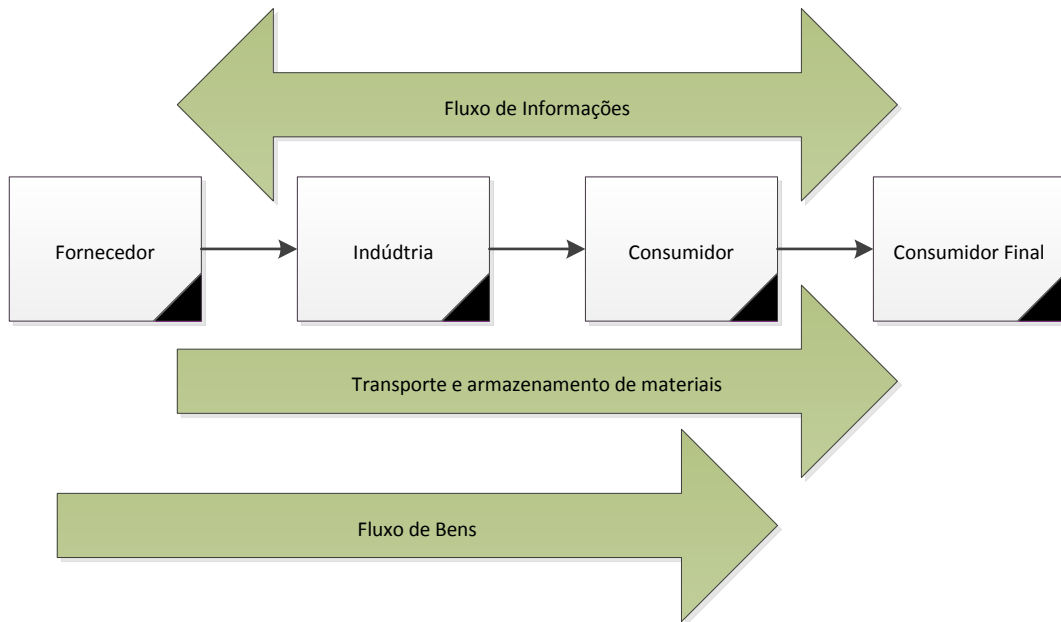 Fluxo de Informações
Fornecedor
Indúdtria
Consumidor
Consumidor Final
Transporte e armazenamento de materiais
Fluxo de Bens